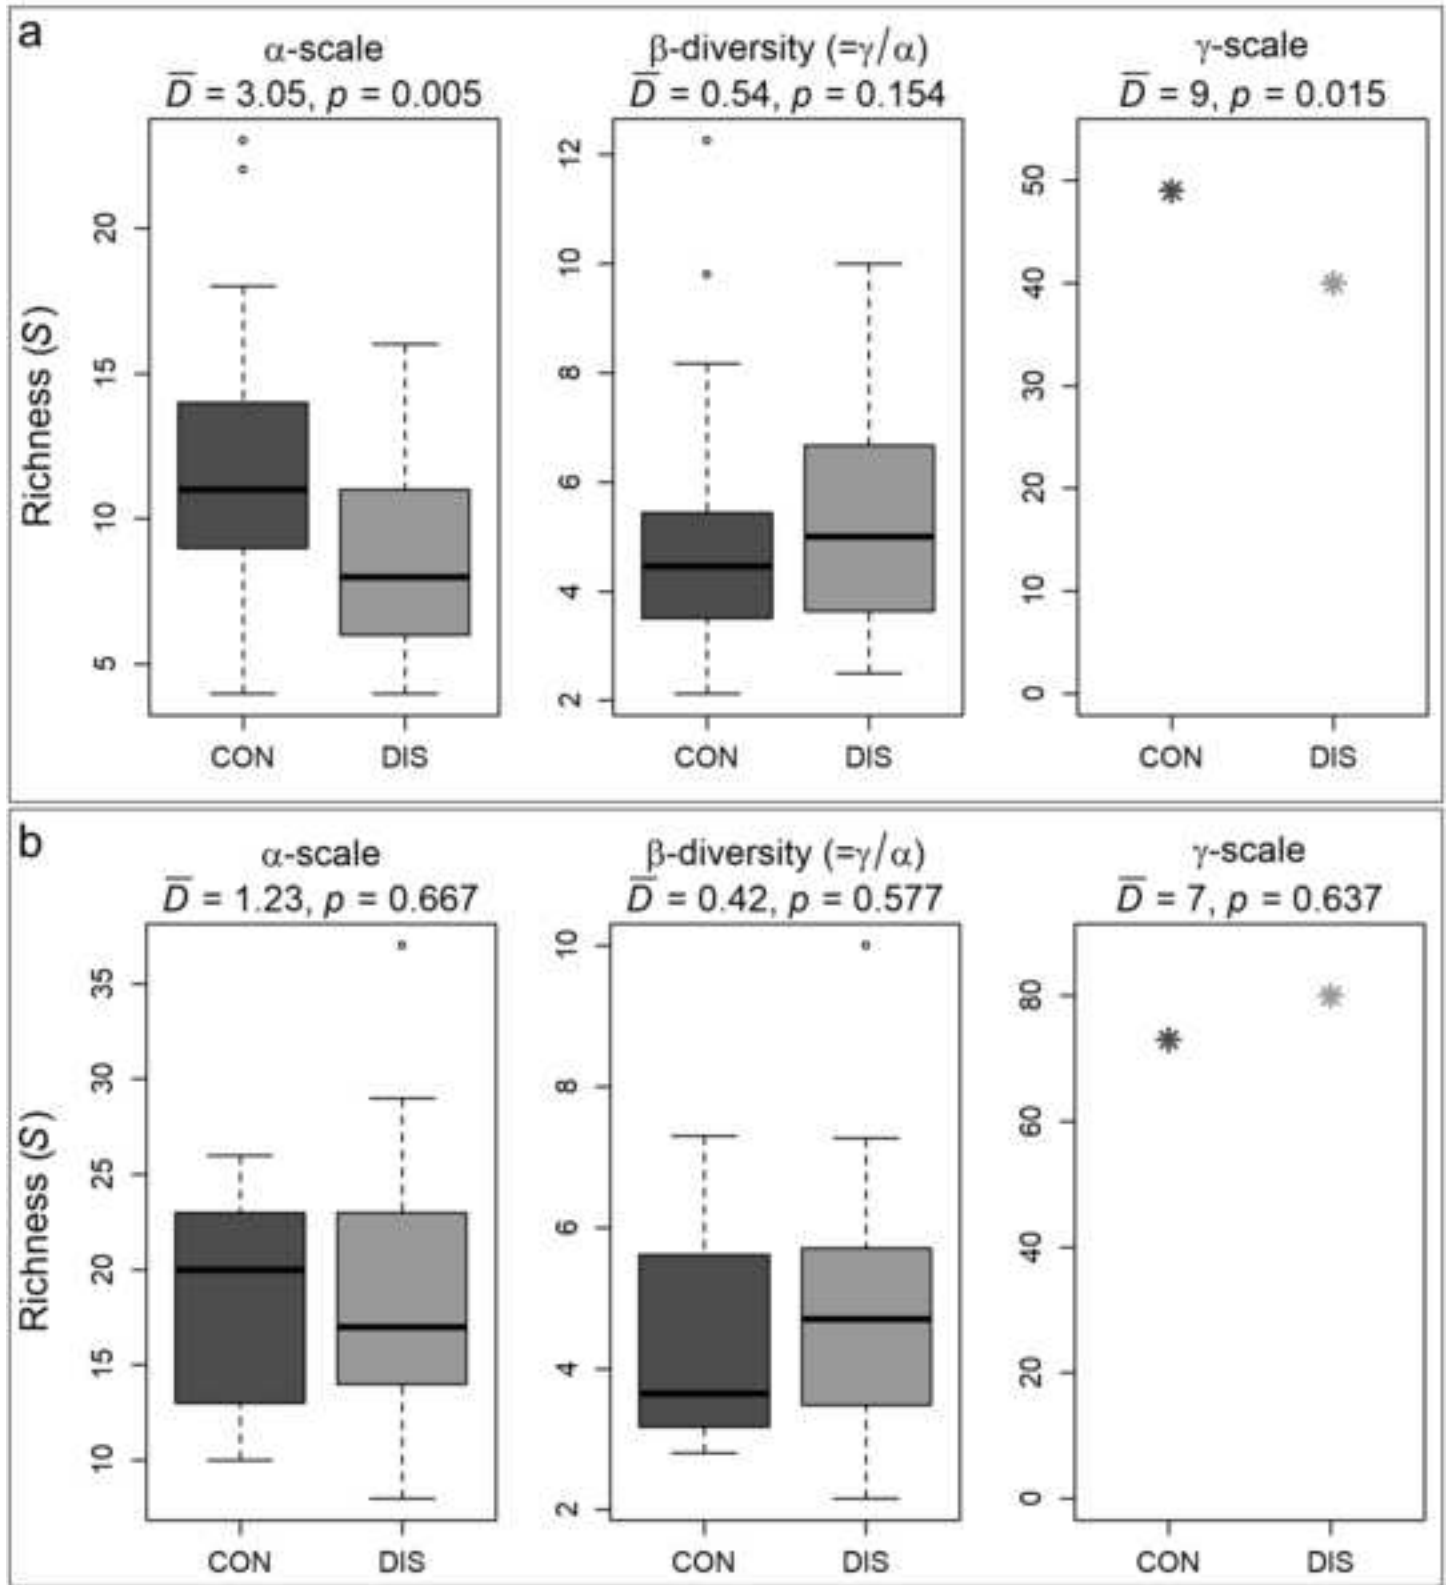 a
α-scale
D̅ = 3.05, p = 0.005
β-diversity (=γ/α)
D̅ = 0.54, p = 0.154
γ-scale
D̅ = 9, p = 0.015
Richness (S)
20
15
10
5
CON DIS
12
10
8
6
4
2
CON DIS
50
40
30
20
10
0
CON DIS
b
α-scale
D̅ = 1.23, p = 0.667
β-diversity (=γ/α)
D̅ = 0.42, p = 0.577
γ-scale
D̅ = 7, p = 0.637
Richness (S)
35
30
25
20
15
10
CON DIS
10
8
6
4
2
CON DIS
80
60
40
20
0
CON DIS